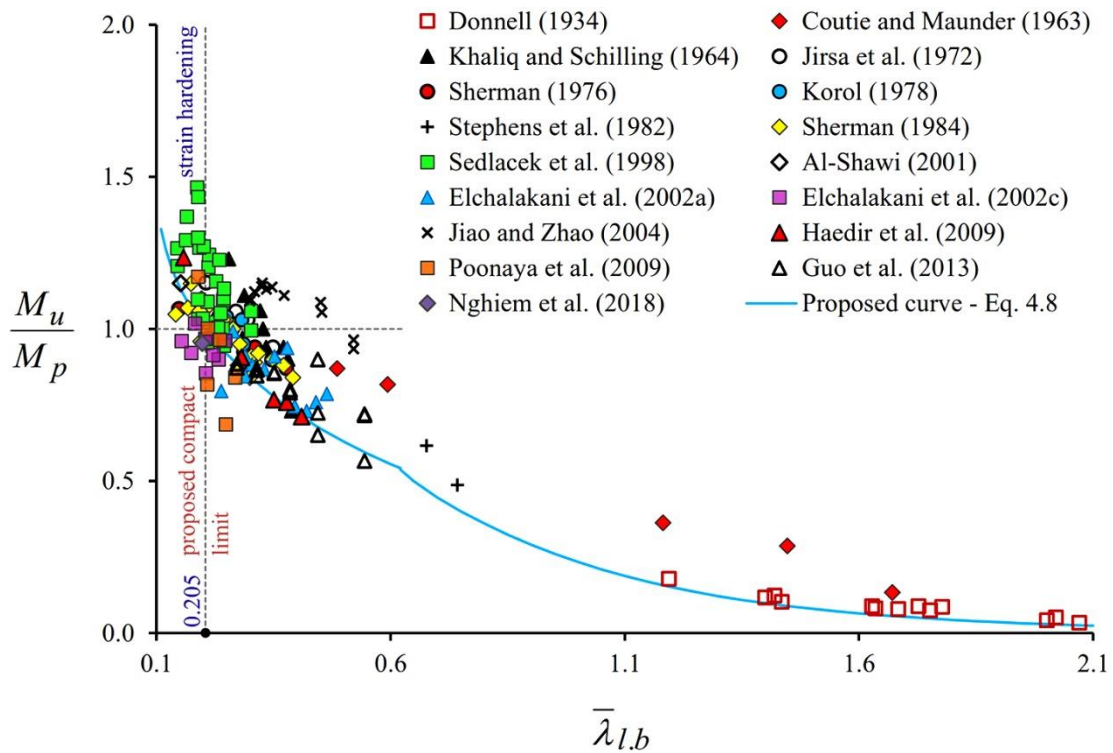 2.0
1.5
1.0
0.5
0.0
M_u
M_p
strain hardening
proposed compact
limit
0.205
Donnell (1934)
Coutie and Maunder (1963)
Khaliq and Schilling (1964)
Jirsa et al. (1972)
Sherman (1976)
Korol (1978)
Stephens et al. (1982)
Sherman (1984)
Sedlacek et al. (1998)
Al-Shawi (2001)
Elchalakani et al. (2002a)
Elchalakani et al. (2002c)
Jiao and Zhao (2004)
Haedir et al. (2009)
Poonaya et al. (2009)
Guo et al. (2013)
Nghiem et al. (2018)
Proposed curve - Eq. 4.8
0.1 0.6 1.1 1.6 2.1
λ̅_l.b